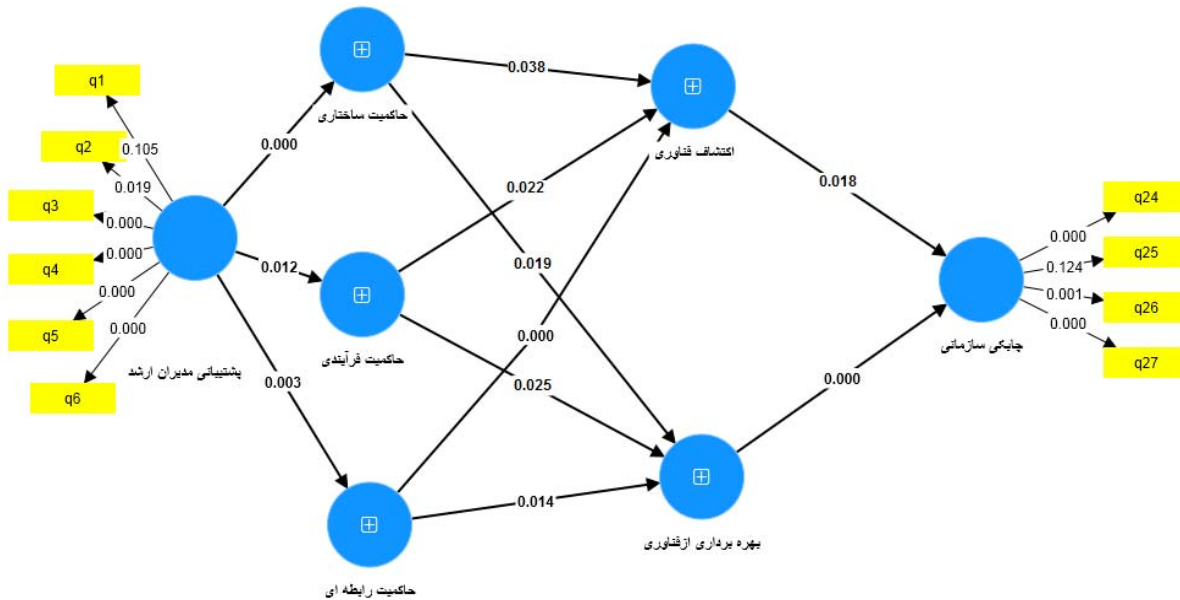 q1
q2
q3
q4
q5
q6
0.105
0.019
0.000
0.000
0.000
0.000
پشتیبانی مدیران ارشد
0.000
0.012
0.003
حاکمیت ساختاری
حاکمیت فرآیندی
حاکمیت رابطه ای
0.038
0.022
0.019
0.000
0.025
0.014
اکتشاف فناوری
بهره برداری ازفناوری
0.018
0.000
چابکی سازمانی
0.000
0.124
0.001
0.000
q24
q25
q26
q27